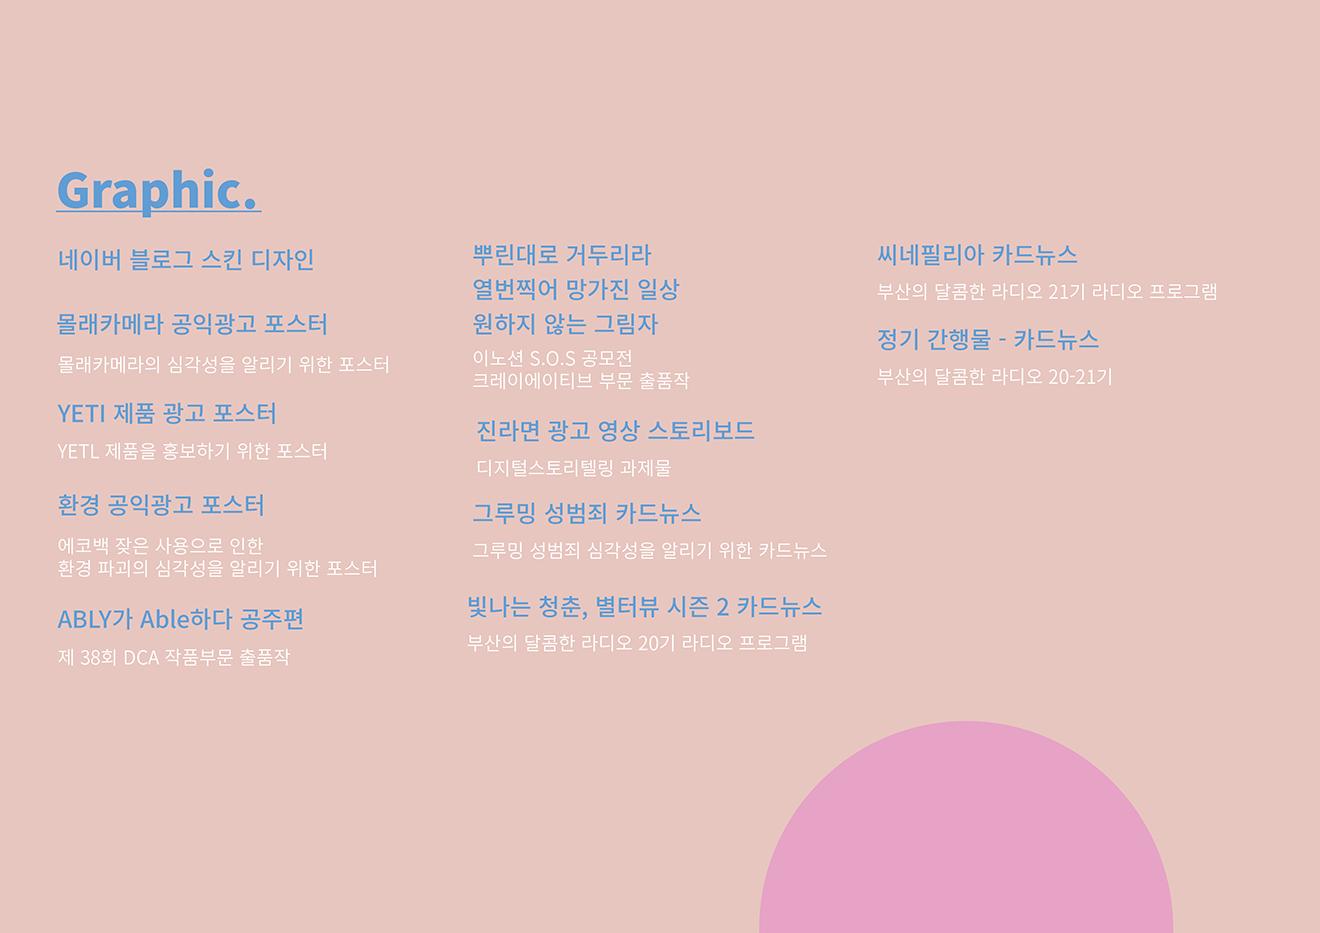 Graphic.
네이버 블로그 스킨 디자인
몰래카메라 공익광고 포스터
몰래카메라의 심각성을 알리기 위한 포스터
YETI 제품 광고 포스터
YETL 제품을 홍보하기 위한 포스터
환경 공익광고 포스터
에코백 잦은 사용으로 인한
환경 파괴의 심각성을 알리기 위한 포스터
ABLY가 Able하다 공주편
제 38회 DCA 작품부문 출품작
뿌린대로 거두리라
열번찍어 망가진 일상
원하지 않는 그림자
이노션 S.O.S 공모전
크레이에이티브 부문 출품작
진라면 광고 영상 스토리보드
디지털스토리텔링 과제물
그루밍 성범죄 카드뉴스
그루밍 성범죄 심각성을 알리기 위한 카드뉴스
빛나는 청춘, 별터뷰 시즌 2 카드뉴스
부산의 달콤한 라디오 20기 라디오 프로그램
씨네필리아 카드뉴스
부산의 달콤한 라디오 21기 라디오 프로그램
정기 간행물 - 카드뉴스
부산의 달콤한 라디오 20-21기